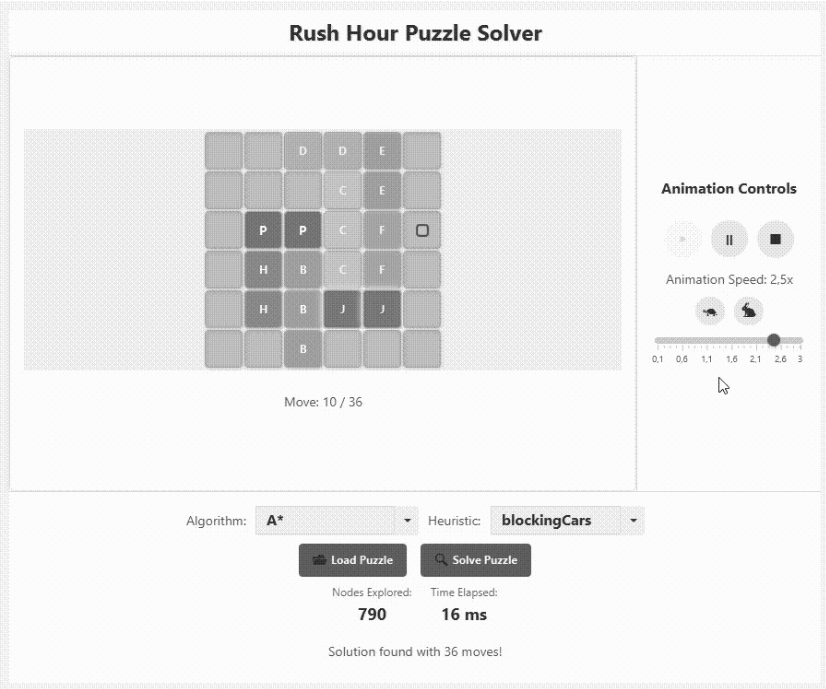 Rush Hour Puzzle Solver
D D E
C E
P P C F
H B C F
H B J J
B
Move: 10 / 36
Animation Controls
Animation Speed: 2,5x
0,1 0,6 1,1 1,6 2,1 2,6 3
Algorithm: A* Heuristic: blockingCars
Load Puzzle Solve Puzzle
Nodes Explored: Time Elapsed:
790 16 ms
Solution found with 36 moves!